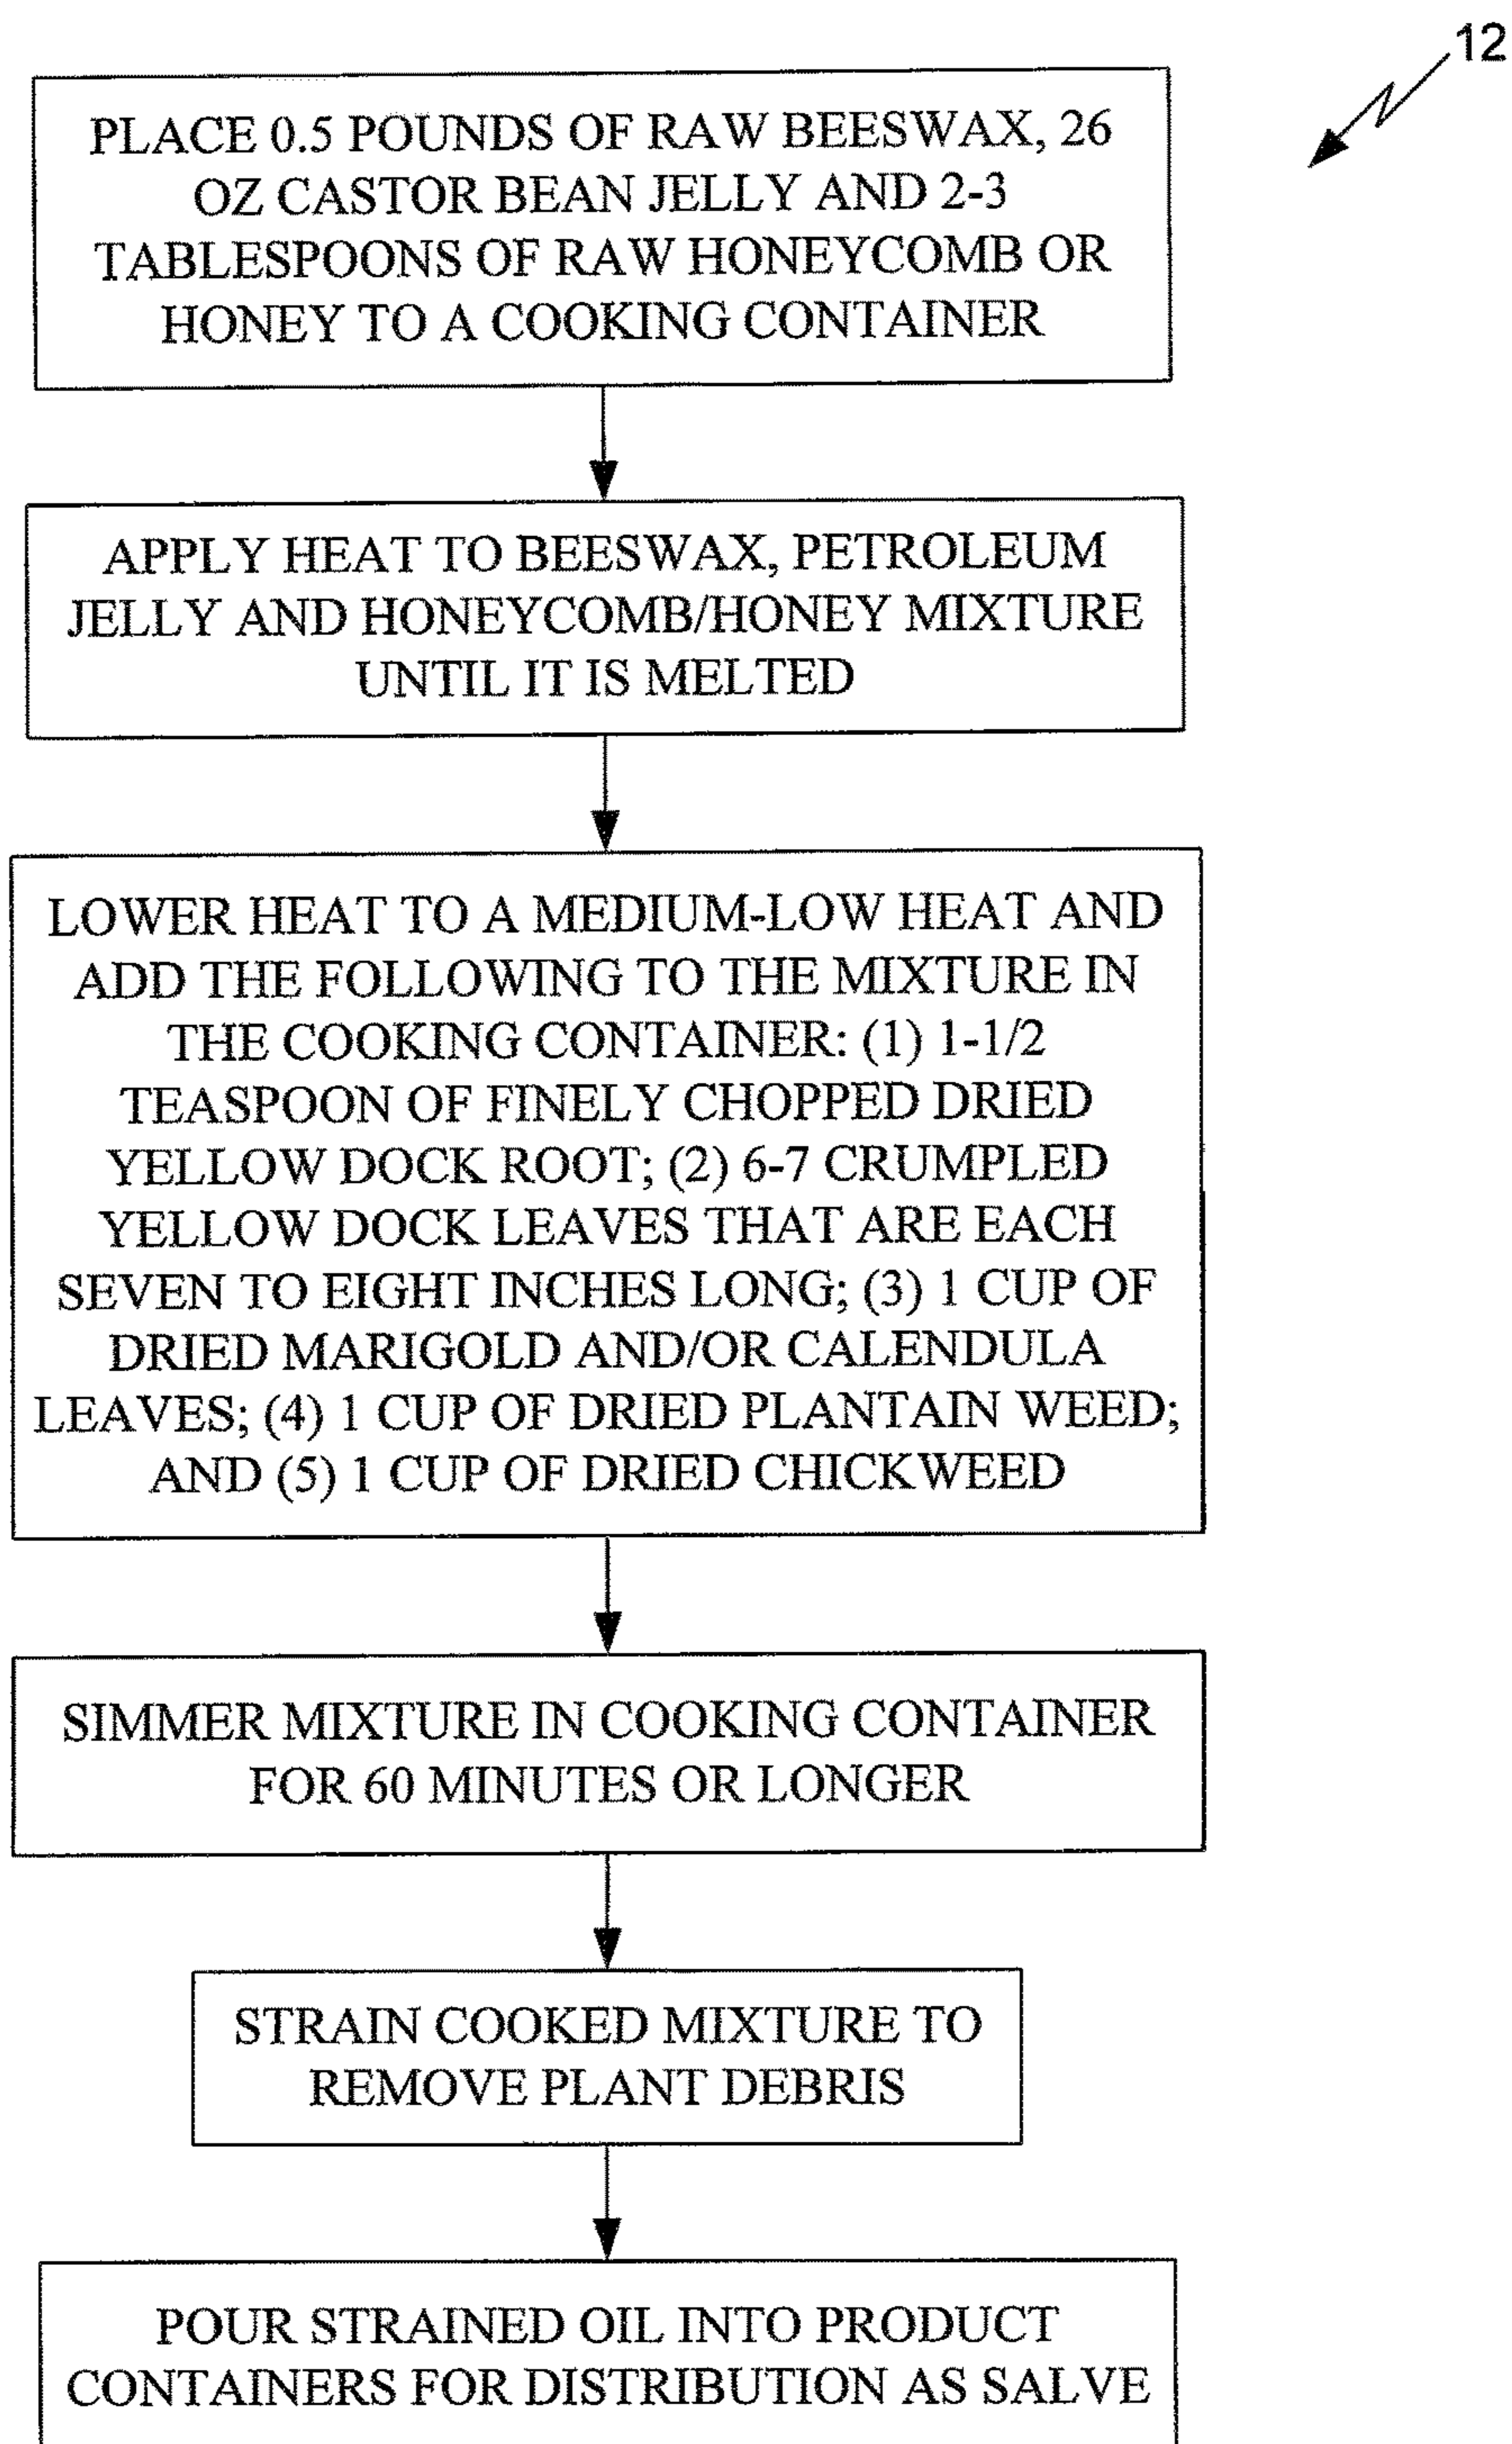 12
PLACE 0.5 POUNDS OF RAW BEESWAX, 26
OZ CASTOR BEAN JELLY AND 2-3
TABLESPOONS OF RAW HONEYCOMB OR
HONEY TO A COOKING CONTAINER
APPLY HEAT TO BEESWAX, PETROLEUM
JELLY AND HONEYCOMB/HONEY MIXTURE
UNTIL IT IS MELTED
LOWER HEAT TO A MEDIUM-LOW HEAT AND
ADD THE FOLLOWING TO THE MIXTURE IN
THE COOKING CONTAINER: (1) 1-1/2
TEASPOON OF FINELY CHOPPED DRIED
YELLOW DOCK ROOT; (2) 6-7 CRUMPLED
YELLOW DOCK LEAVES THAT ARE EACH
SEVEN TO EIGHT INCHES LONG; (3) 1 CUP OF
DRIED MARIGOLD AND/OR CALENDULA
LEAVES; (4) 1 CUP OF DRIED PLANTAIN WEED;
AND (5) 1 CUP OF DRIED CHICKWEED
SIMMER MIXTURE IN COOKING CONTAINER
FOR 60 MINUTES OR LONGER
STRAIN COOKED MIXTURE TO
REMOVE PLANT DEBRIS
POUR STRAINED OIL INTO PRODUCT
CONTAINERS FOR DISTRIBUTION AS SALVE